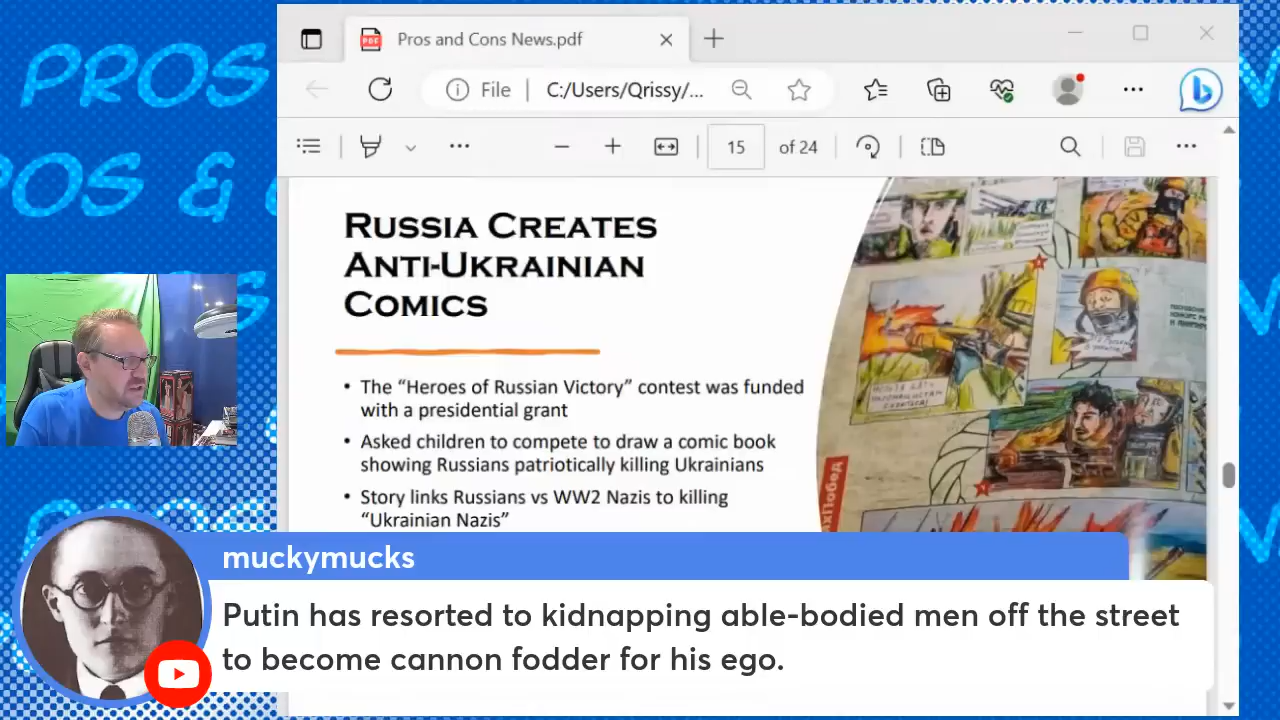 PROS
POS &
Pros and Cons News.pdf
PDF
File
C:/Users/Qrissy/...
15 of 24
RUSSIA CREATES
ANTI-UKRAINIAN
COMICS
• The “Heroes of Russian Victory” contest was funded
with a presidential grant
• Asked children to compete to draw a comic book
showing Russians patriotically killing Ukrainians
• Story links Russians vs WW2 Nazis to killing
“Ukrainian Nazis”
muckymucks
Putin has resorted to kidnapping able-bodied men off the street
to become cannon fodder for his ego.